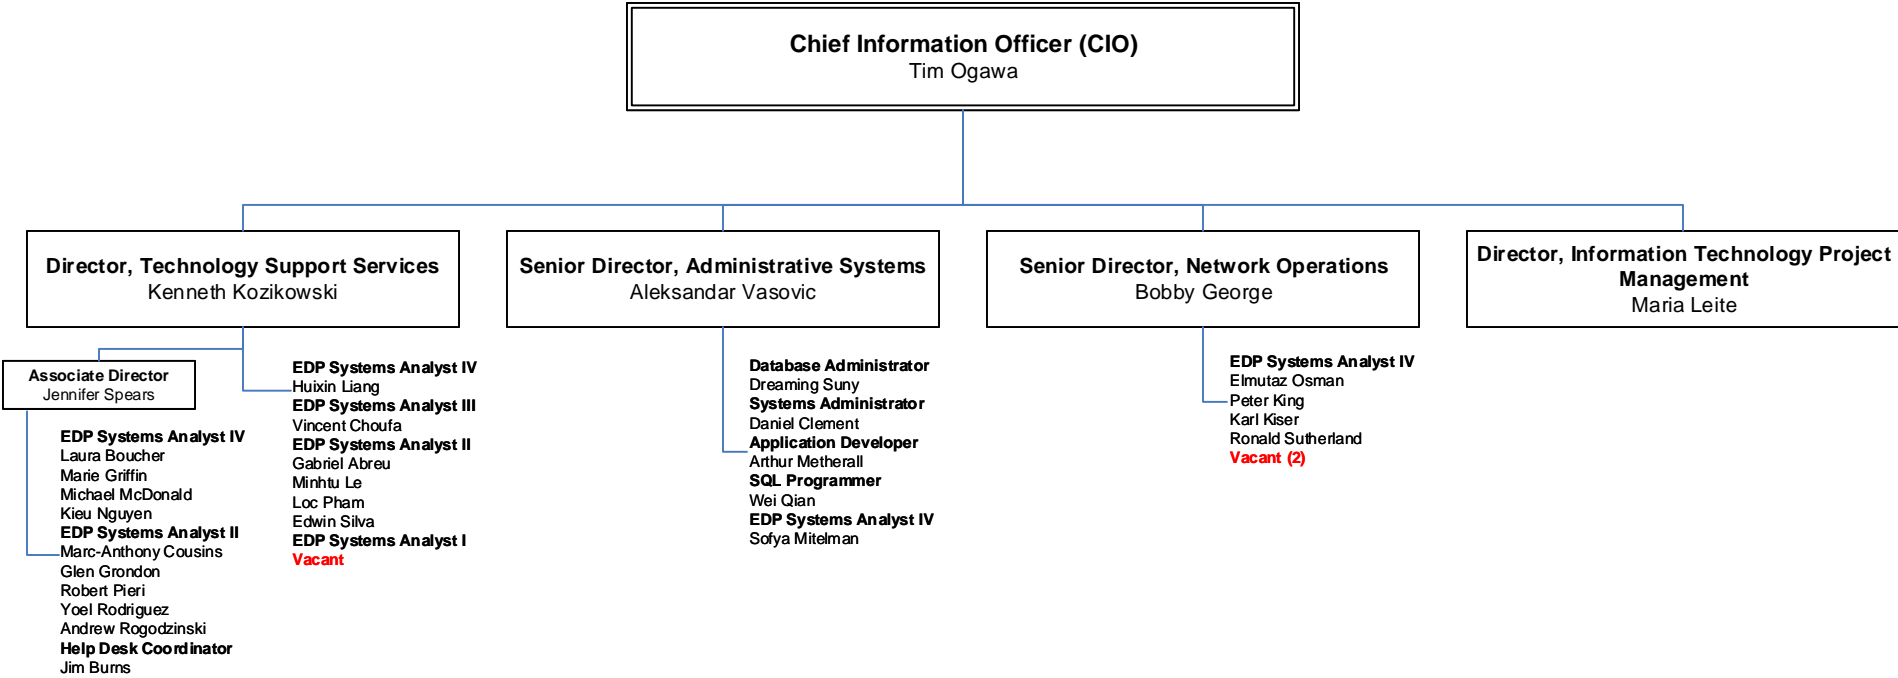 Chief Information Officer (CIO)
Tim Ogawa
Director, Technology Support Services
Kenneth Kozikowski
Senior Director, Administrative Systems
Aleksandar Vasovic
Senior Director, Network Operations
Bobby George
Director, Information Technology Project
Management
Maria Leite
Associate Director
Jennifer Spears
EDP Systems Analyst IV
Laura Boucher
Marie Griffin
Michael McDonald
Kieu Nguyen
EDP Systems Analyst II
Marc-Anthony Cousins
Glen Grondon
Robert Pieri
Yoel Rodriguez
Andrew Rogodzinski
Help Desk Coordinator
Jim Burns
EDP Systems Analyst IV
Huixin Liang
EDP Systems Analyst III
Vincent Choufa
EDP Systems Analyst II
Gabriel Abreu
Minhtu Le
Loc Pham
Edwin Silva
EDP Systems Analyst I
Vacant
Database Administrator
Dreaming Suny
Systems Administrator
Daniel Clement
Application Developer
Arthur Metherall
SQL Programmer
Wei Qian
EDP Systems Analyst IV
Sofya Mitelman
EDP Systems Analyst IV
Elmutaz Osman
Peter King
Karl Kiser
Ronald Sutherland
Vacant (2)